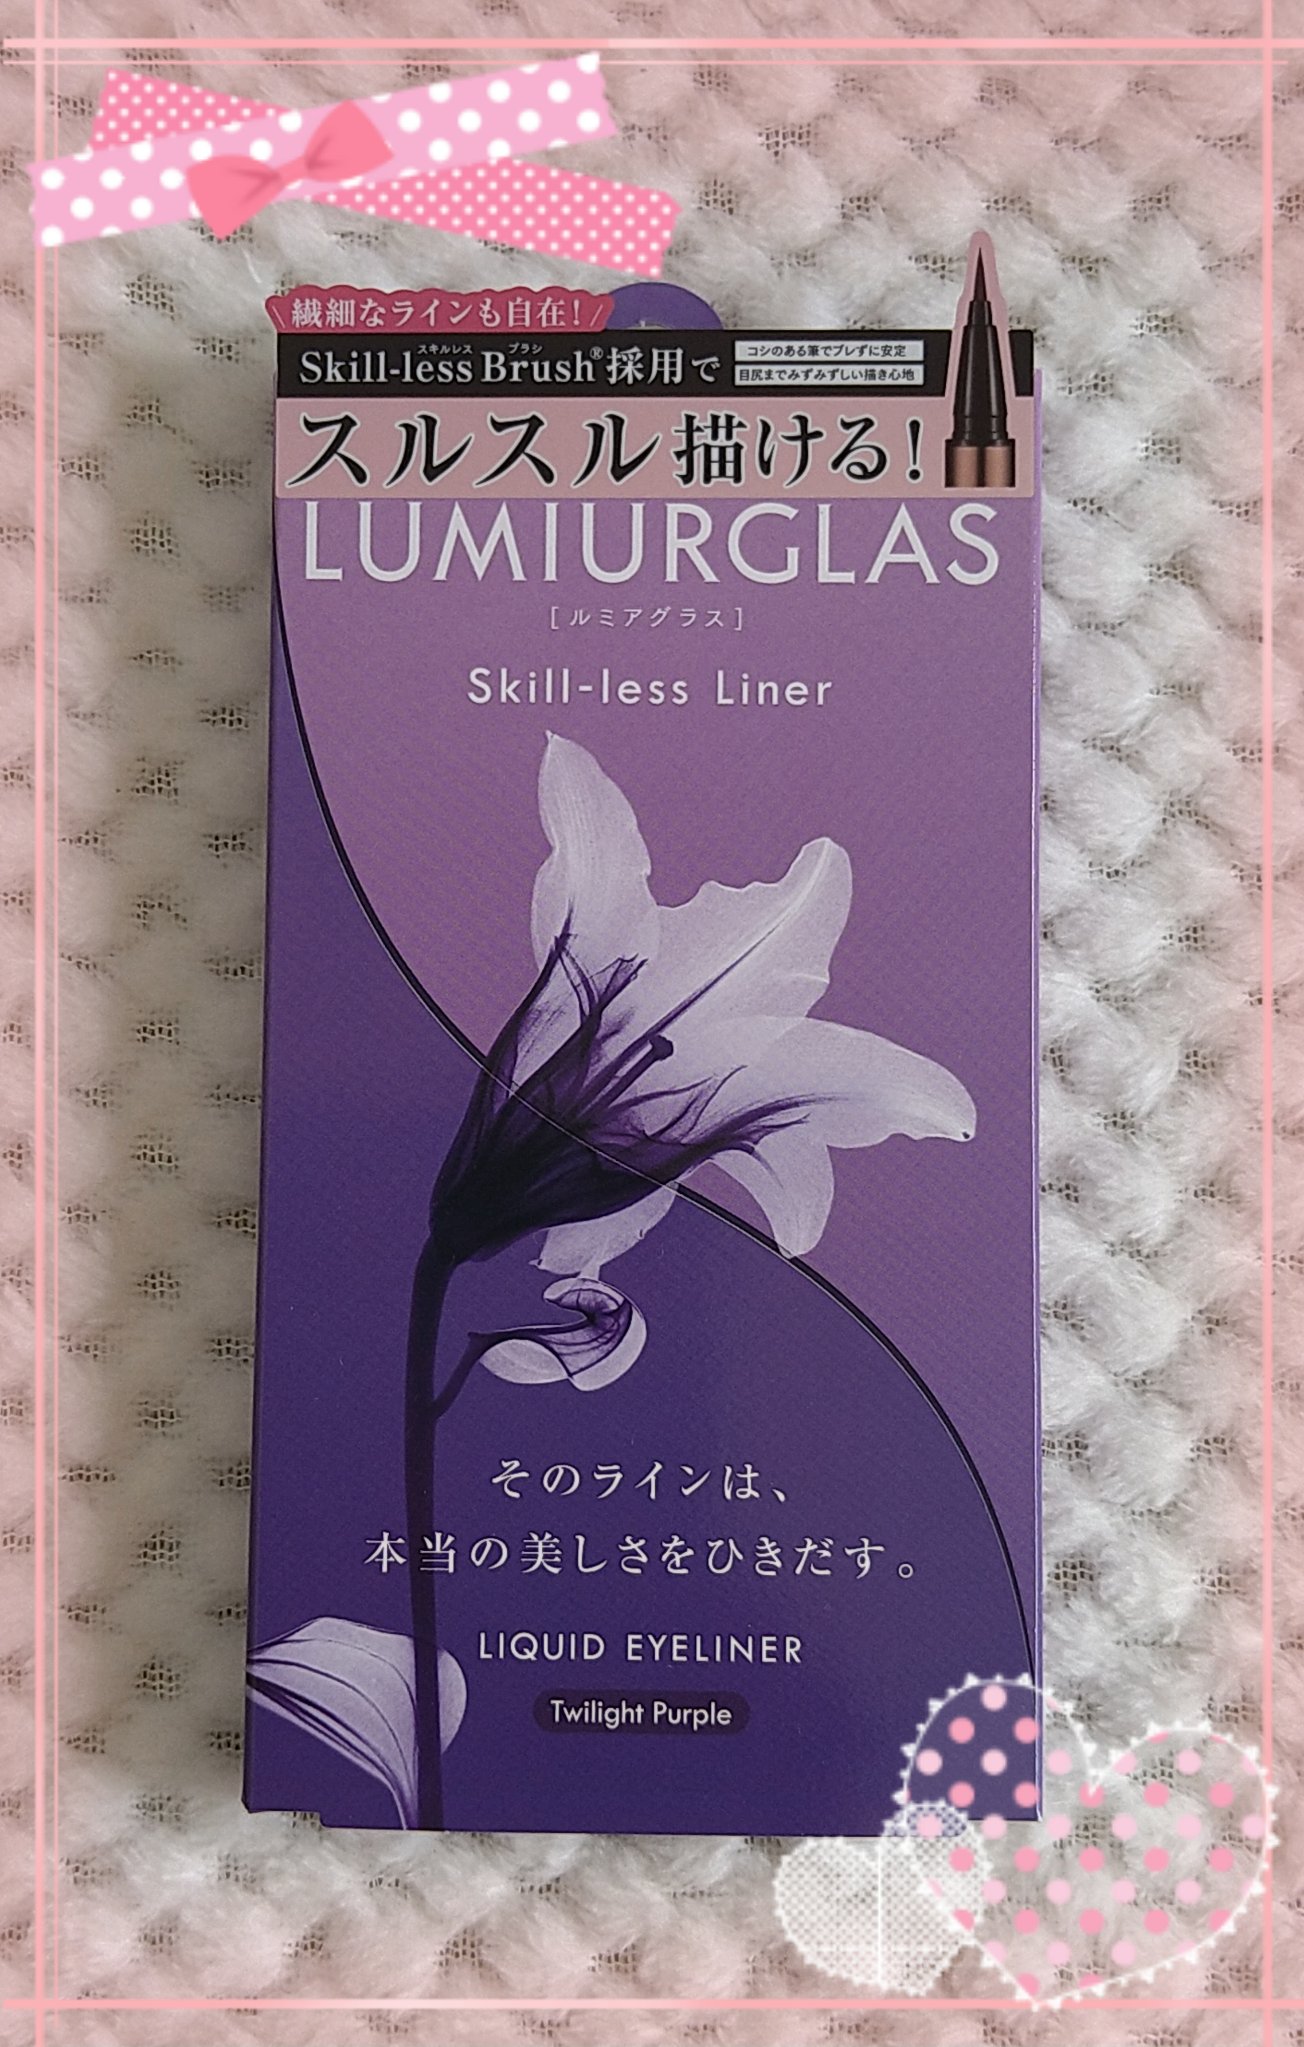 \繊細なラインも自在!/
スキルレス ブラシ
Skill-less Brush®採用で
コシのある筆でブレずに安定
目尻までみずみずしい描き心地
スルスル描ける!
LUMIURGLAS
[ルミアグラス]
Skill-less Liner
そのラインは、
本当の美しさをひきだす。
LIQUID EYELINER
Twilight Purple